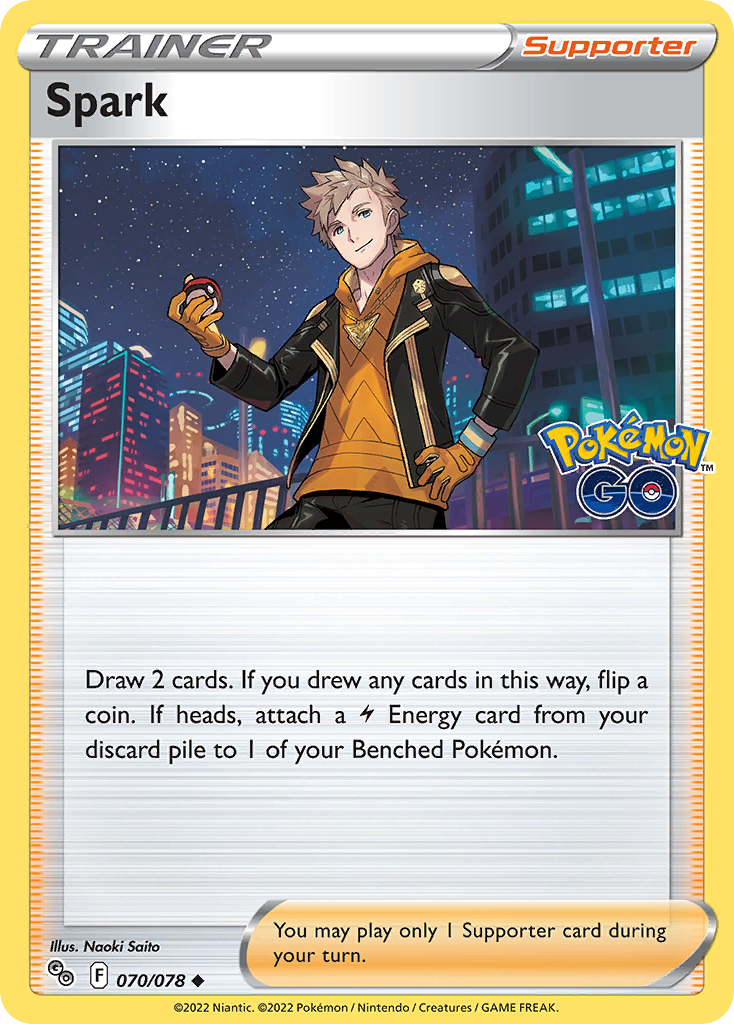 TRAINER
Supporter
Spark
POKÉMON
GO
TM
Draw 2 cards. If you drew any cards in this way, flip a
coin. If heads, attach a Energy card from your
discard pile to 1 of your Benched Pokémon.
You may play only 1 Supporter card during
your turn.
Illus. Naoki Saito
GO F 070/078
©2022 Niantic. ©2022 Pokémon / Nintendo / Creatures / GAME FREAK.